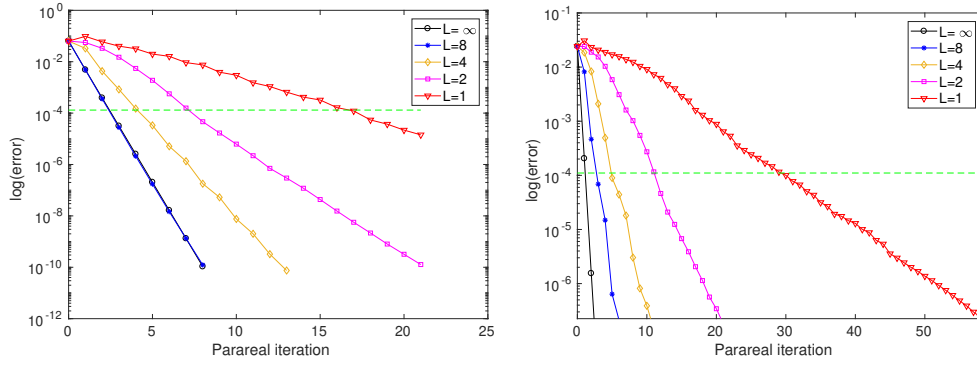 10^0
10^-2
10^-4
10^-6
10^-8
10^-10
10^-12
log(error)
0 5 10 15 20 25
Parareal iteration
L= ∞
L=8
L=4
L=2
L=1
10^-1
10^-2
10^-3
10^-4
10^-5
10^-6
log(error)
0 10 20 30 40 50
Parareal iteration
L= ∞
L=8
L=4
L=2
L=1